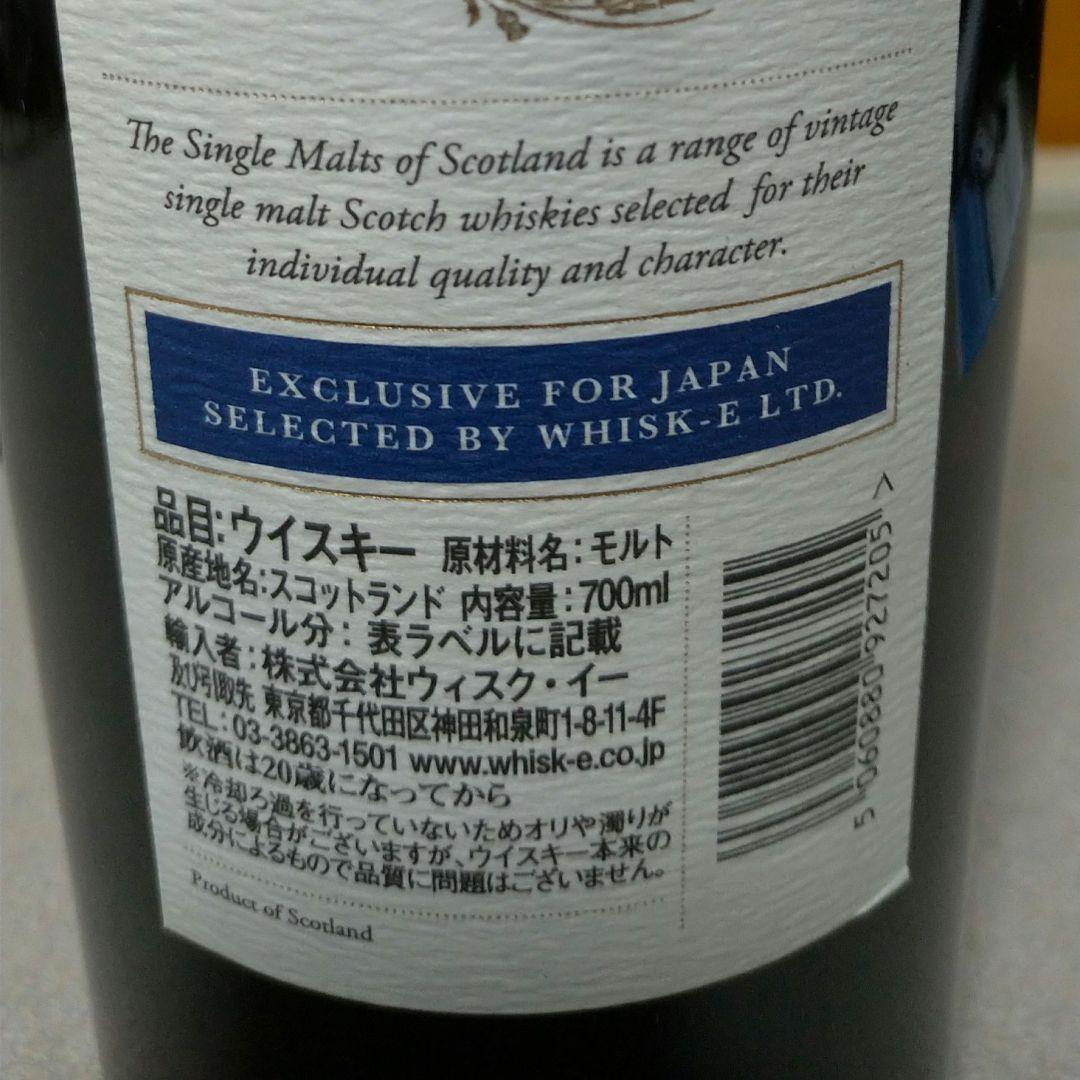 The Single Malts of Scotland is a range of vintage
single malt Scotch whiskies selected for their
individual quality and character.
EXCLUSIVE FOR JAPAN
SELECTED BY WHISK-E LTD.
品目:ウイスキー 原材料名:モルト
原産地名:スコットランド 内容量:700ml
アルコール分:表ラベルに記載
輸入者:株式会社ウィスク・イー
及び引取先 東京都千代田区神田和泉町1-8-11-4F
TEL:03-3863-1501 www.whisk-e.co.jp
飲酒は20歳になってから
※冷却ろ過を行っていないためオリや濁りが
生じる場合がございますが、ウイスキー本来の
成分によるもので品質に問題はございません。
Product of Scotland
5 060880 927205 >